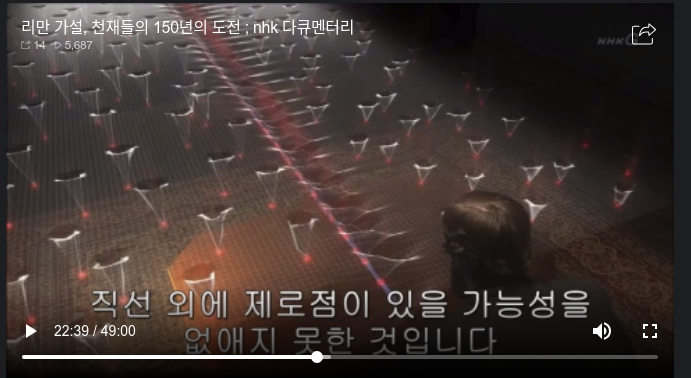 리만 가설, 천재들의 150년의 도전 ; nhk 다큐멘터리
14 5,687
NHK
직선 외에 제로점이 있을 가능성을
없애지 못한 것입니다
22:39 / 49:00